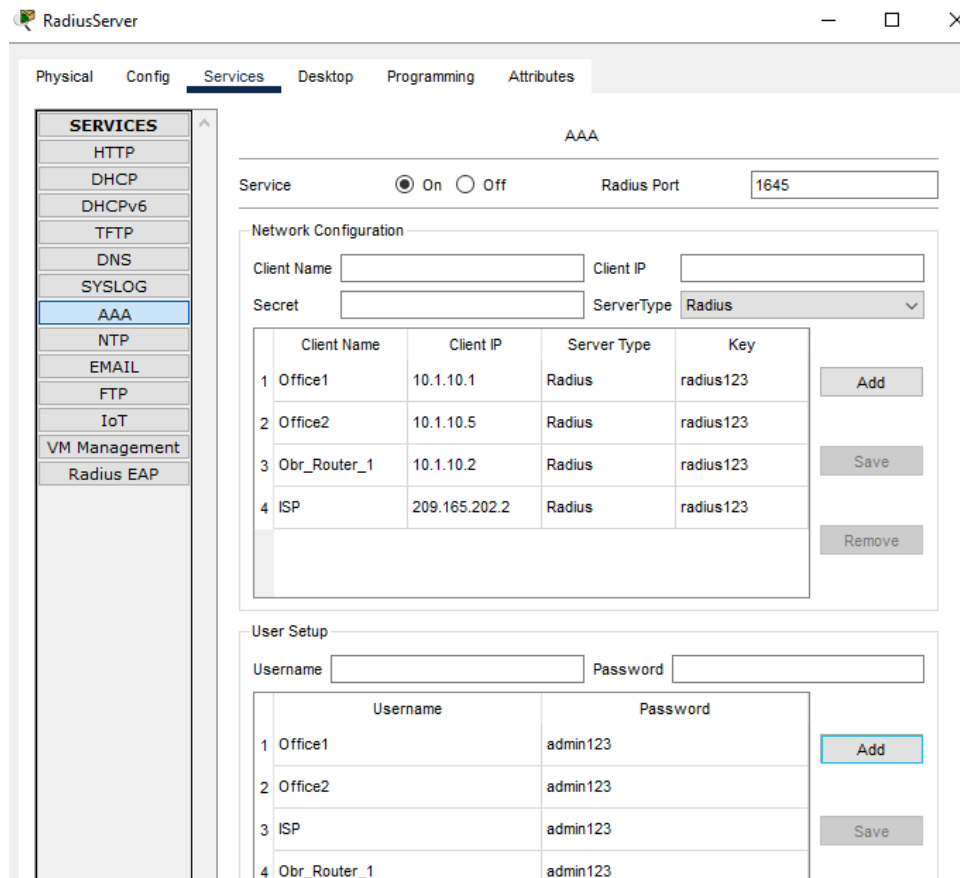 RadiusServer
Physical Config Services Desktop Programming Attributes
SERVICES
HTTP
DHCP
DHCPv6
TFTP
DNS
SYSLOG
AAA
NTP
EMAIL
FTP
IoT
VM Management
Radius EAP
AAA
Service On Off Radius Port 1645
Network Configuration
Client Name Client IP
Secret ServerType Radius
Client Name Client IP Server Type Key
1 Office1 10.1.10.1 Radius radius123
2 Office2 10.1.10.5 Radius radius123
3 Obr_Router_1 10.1.10.2 Radius radius123
4 ISP 209.165.202.2 Radius radius123
Add
Save
Remove
User Setup
Username Password
Username Password
1 Office1 admin123
2 Office2 admin123
3 ISP admin123
4 Obr_Router_1 admin123
Add
Save